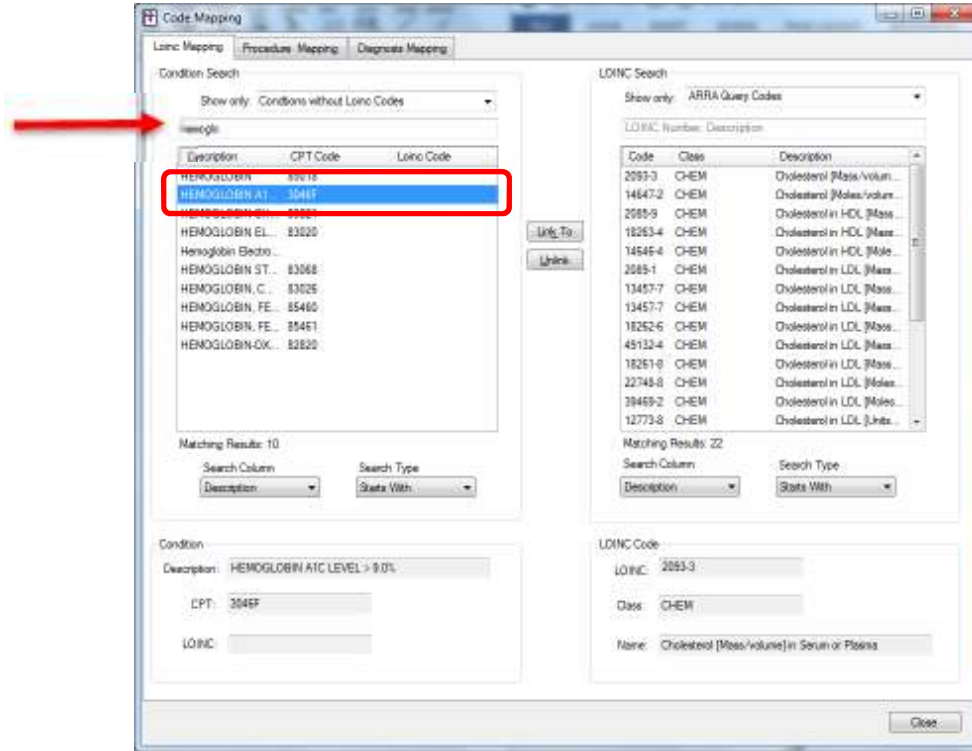 Code Mapping
Loinc Mapping Procedure Mapping Diagnosis Mapping
Condition Search
Show only: Conditions without Loinc Codes
hemoglo
Description CPT Code Loinc Code
HEMOGLOBIN 85018
HEMOGLOBIN A1... 3046F
HEMOGLOBIN EL... 83020
Hemoglobin Electro...
HEMOGLOBIN ST... 83068
HEMOGLOBIN, C... 83026
HEMOGLOBIN, FE... 85460
HEMOGLOBIN, FE... 85461
HEMOGLOBIN-OX... 82820
Matching Results: 10
Search Column Search Type
Description Starts With
Link To
Unlink
LOINC Search
Show only: ARRA Query Codes
LOINC Number, Description
Code Class Description
2093-3 CHEM Cholesterol [Mass/volum...
14647-2 CHEM Cholesterol [Moles/volum...
2085-9 CHEM Cholesterol in HDL [Mass...
18263-4 CHEM Cholesterol in HDL [Mass...
14646-4 CHEM Cholesterol in HDL [Mole...
2089-1 CHEM Cholesterol in LDL [Mass...
13457-7 CHEM Cholesterol in LDL [Mass...
13457-7 CHEM Cholesterol in LDL [Mass...
18262-6 CHEM Cholesterol in LDL [Mass...
49132-4 CHEM Cholesterol in LDL [Mass...
18261-8 CHEM Cholesterol in LDL [Mass...
22748-8 CHEM Cholesterol in LDL [Moles...
39469-2 CHEM Cholesterol in LDL [Moles...
12773-8 CHEM Cholesterol in LDL [Units...
Matching Results: 22
Search Column Search Type
Description Starts With
Condition
Description: HEMOGLOBIN A1C LEVEL > 9.0%
CPT: 3046F
LOINC:
LOINC Code
LOINC: 2093-3
Class: CHEM
Name: Cholesterol [Mass/volume] in Serum or Plasma
Close